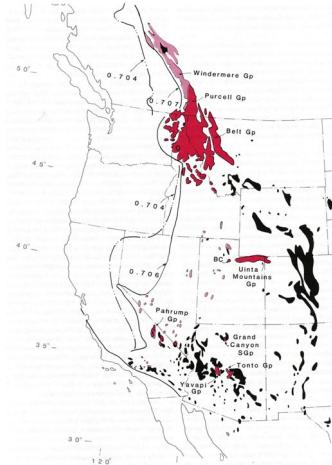 50°
0.704
Windermere Gp
0.707
Purcell Gp
Belt Gp
45°
0.704
40°
0.706
BC
Uinta
Mountains
Gp
Pahrump
Gp
35°
Grand
Canyon
SGp
Tonto Gp
Yavapi
Gp
30°
120°